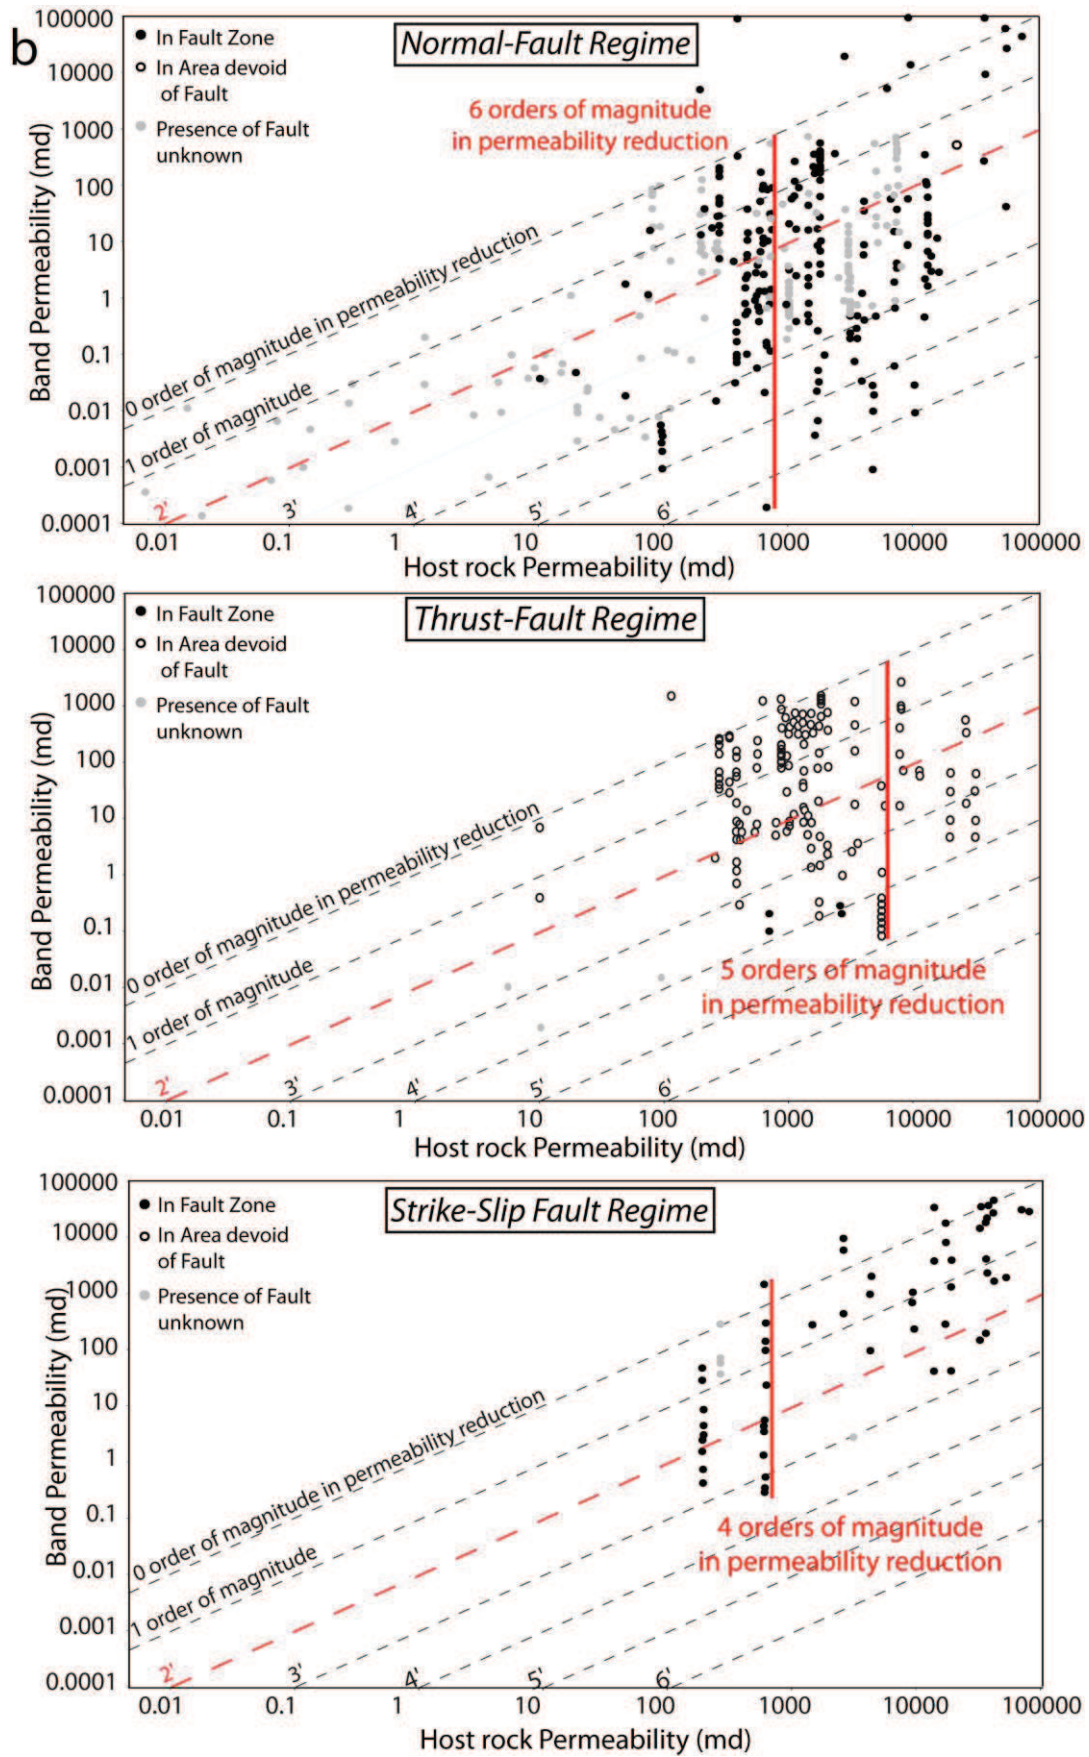 b
Normal-Fault Regime
In Fault Zone
In Area devoid
of Fault
Presence of Fault
unknown
6 orders of magnitude
in permeability reduction
0 order of magnitude in permeability reduction
1 order of magnitude
2'
3'
4'
5'
6'
Band Permeability (md)
100000
10000
1000
100
10
1
0.1
0.01
0.001
0.0001
0.01
0.1
1
10
100
1000
10000
100000
Host rock Permeability (md)
Thrust-Fault Regime
In Fault Zone
In Area devoid
of Fault
Presence of Fault
unknown
0 order of magnitude in permeability reduction
1 order of magnitude
5 orders of magnitude
in permeability reduction
2'
3'
4'
5'
6'
Band Permeability (md)
100000
10000
1000
100
10
1
0.1
0.01
0.001
0.0001
0.01
0.1
1
10
100
1000
10000
100000
Host rock Permeability (md)
Strike-Slip Fault Regime
In Fault Zone
In Area devoid
of Fault
Presence of Fault
unknown
0 order of magnitude in permeability reduction
1 order of magnitude
4 orders of magnitude
in permeability reduction
2'
3'
4'
5'
6'
Band Permeability (md)
100000
10000
1000
100
10
1
0.1
0.01
0.001
0.0001
0.01
0.1
1
10
100
1000
10000
100000
Host rock Permeability (md)